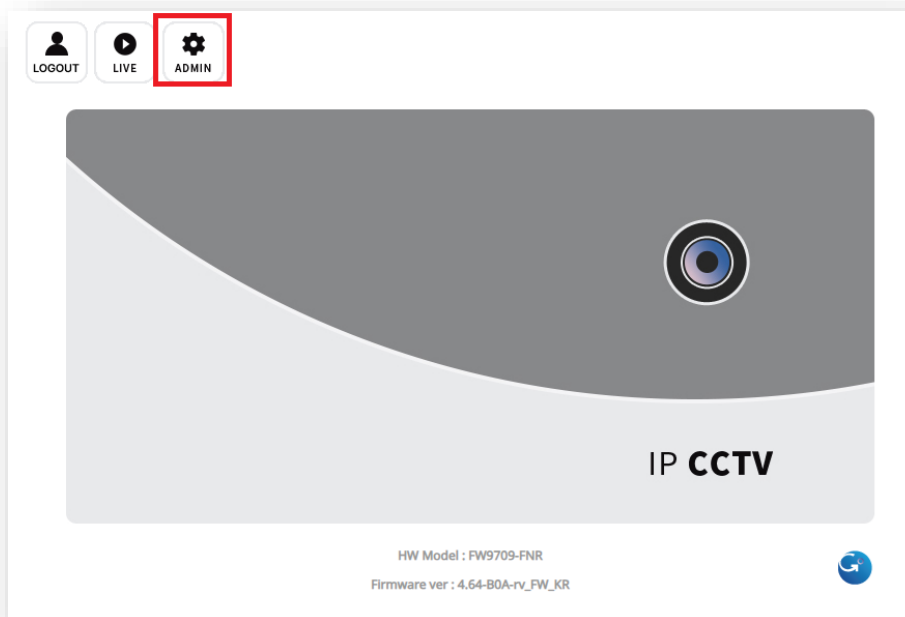 LOGOUT LIVE ADMIN
IP CCTV
HW Model : FW9709-FNR
Firmware ver : 4.64-B0A-rv_FW_KR
G